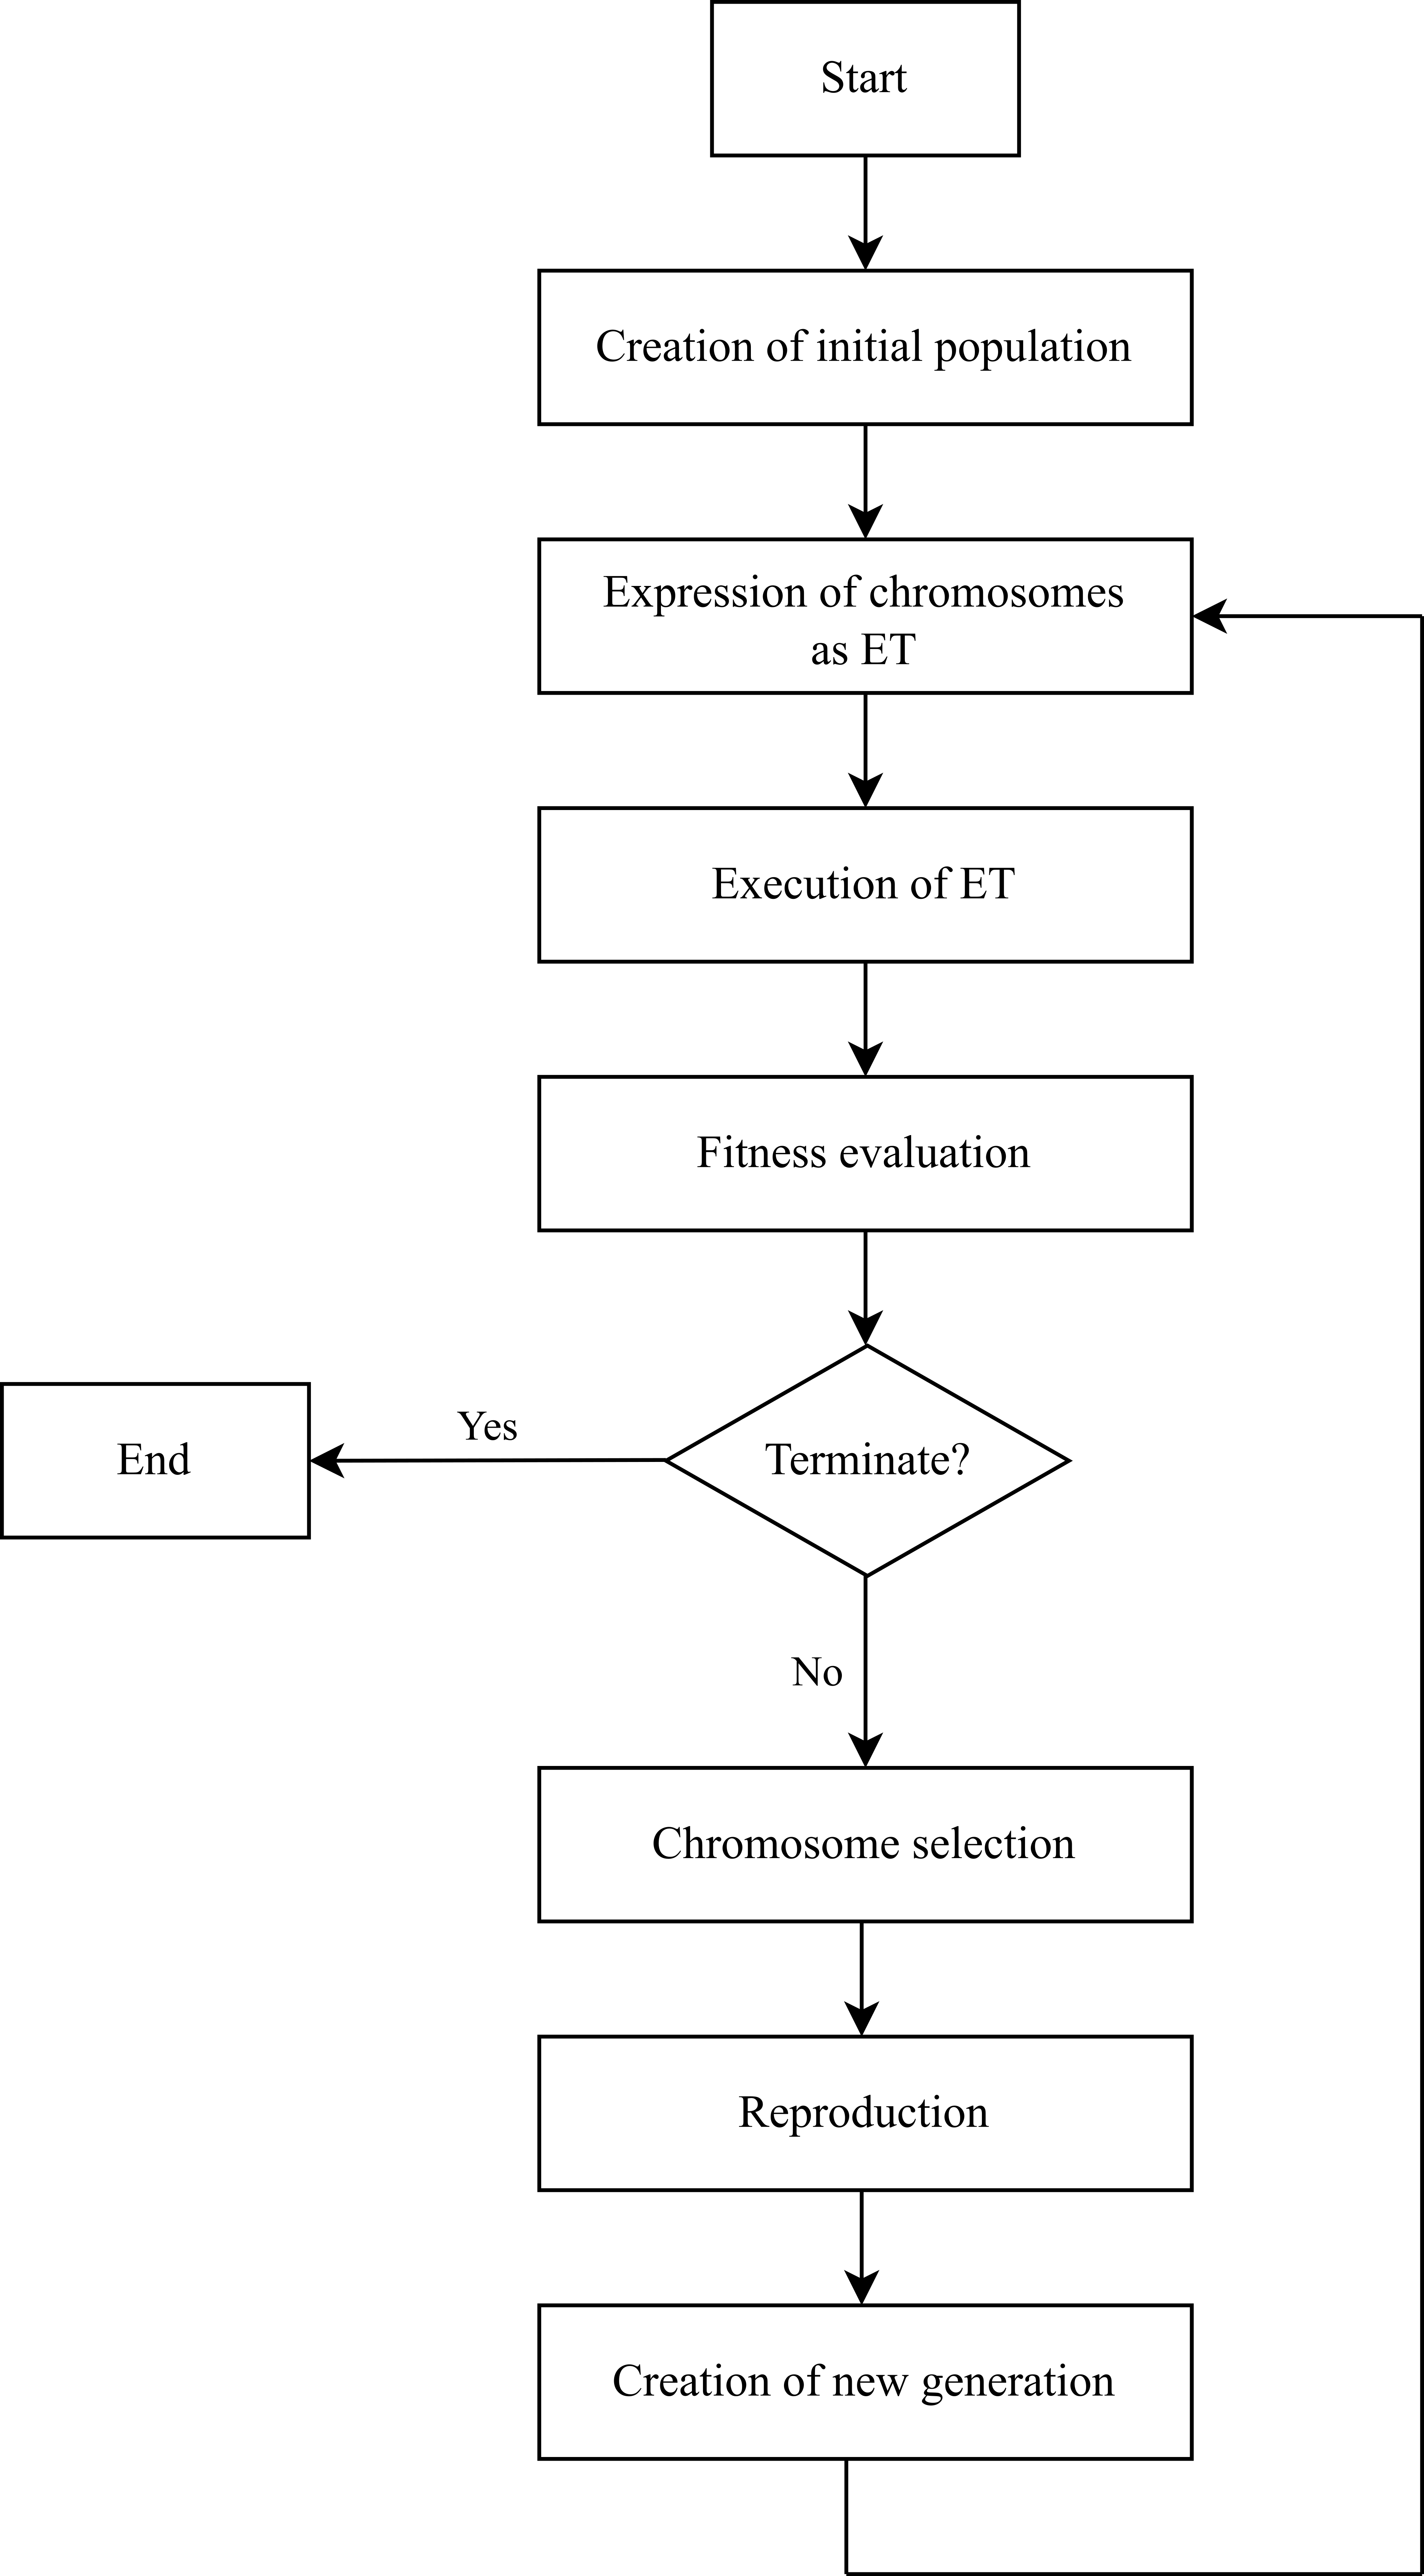 Start
Creation of initial population
Expression of chromosomes
as ET
Execution of ET
Fitness evaluation
Terminate?
Yes
End
No
Chromosome selection
Reproduction
Creation of new generation